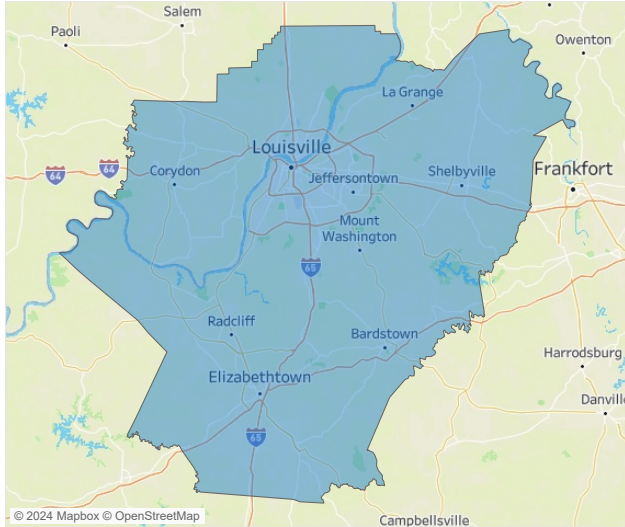 Salem
Paoli
Owenton
La Grange
Louisville
64
64
Corydon
Jeffersontown
Shelbyville
Frankfort
Mount
Washington
65
Radcliff
Bardstown
Harrodsburg
Elizabethtown
Danvill
65
© 2024 Mapbox © OpenStreetMap
Campbellsville